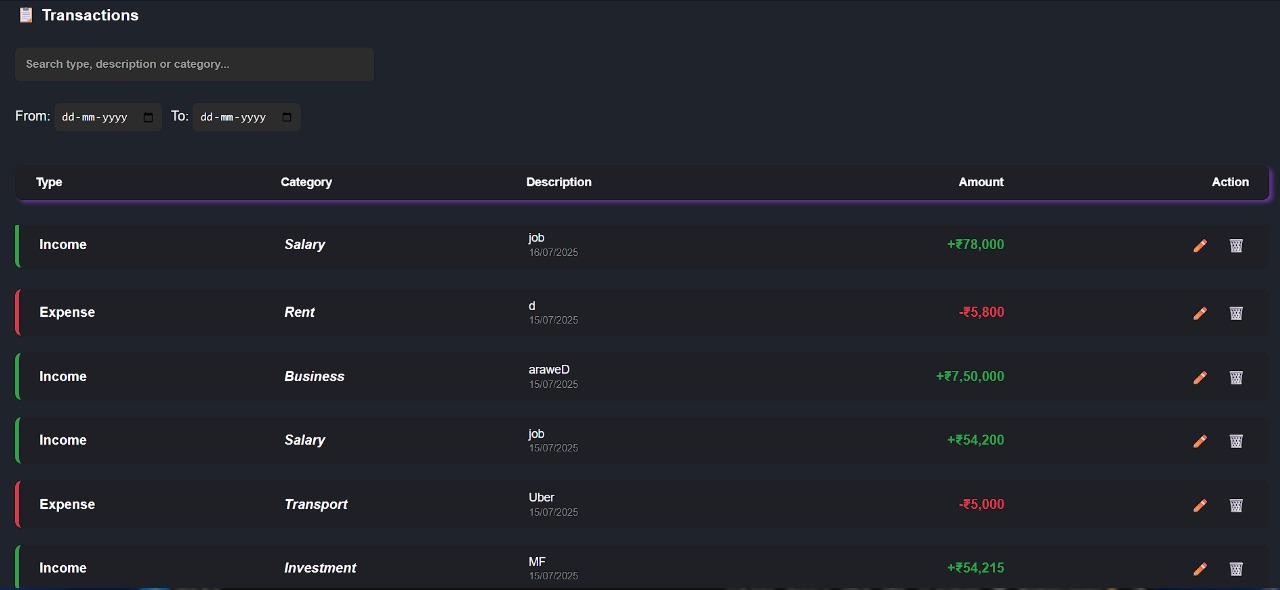 📋 Transactions
Search type, description or category...
From: dd-mm-yyyy To: dd-mm-yyyy
Type Category Description Amount Action
Income Salary job +₹78,000
16/07/2025
Expense Rent d -₹5,800
15/07/2025
Income Business araweD +₹7,50,000
15/07/2025
Income Salary job +₹54,200
15/07/2025
Expense Transport Uber -₹5,000
15/07/2025
Income Investment MF +₹54,215
15/07/2025